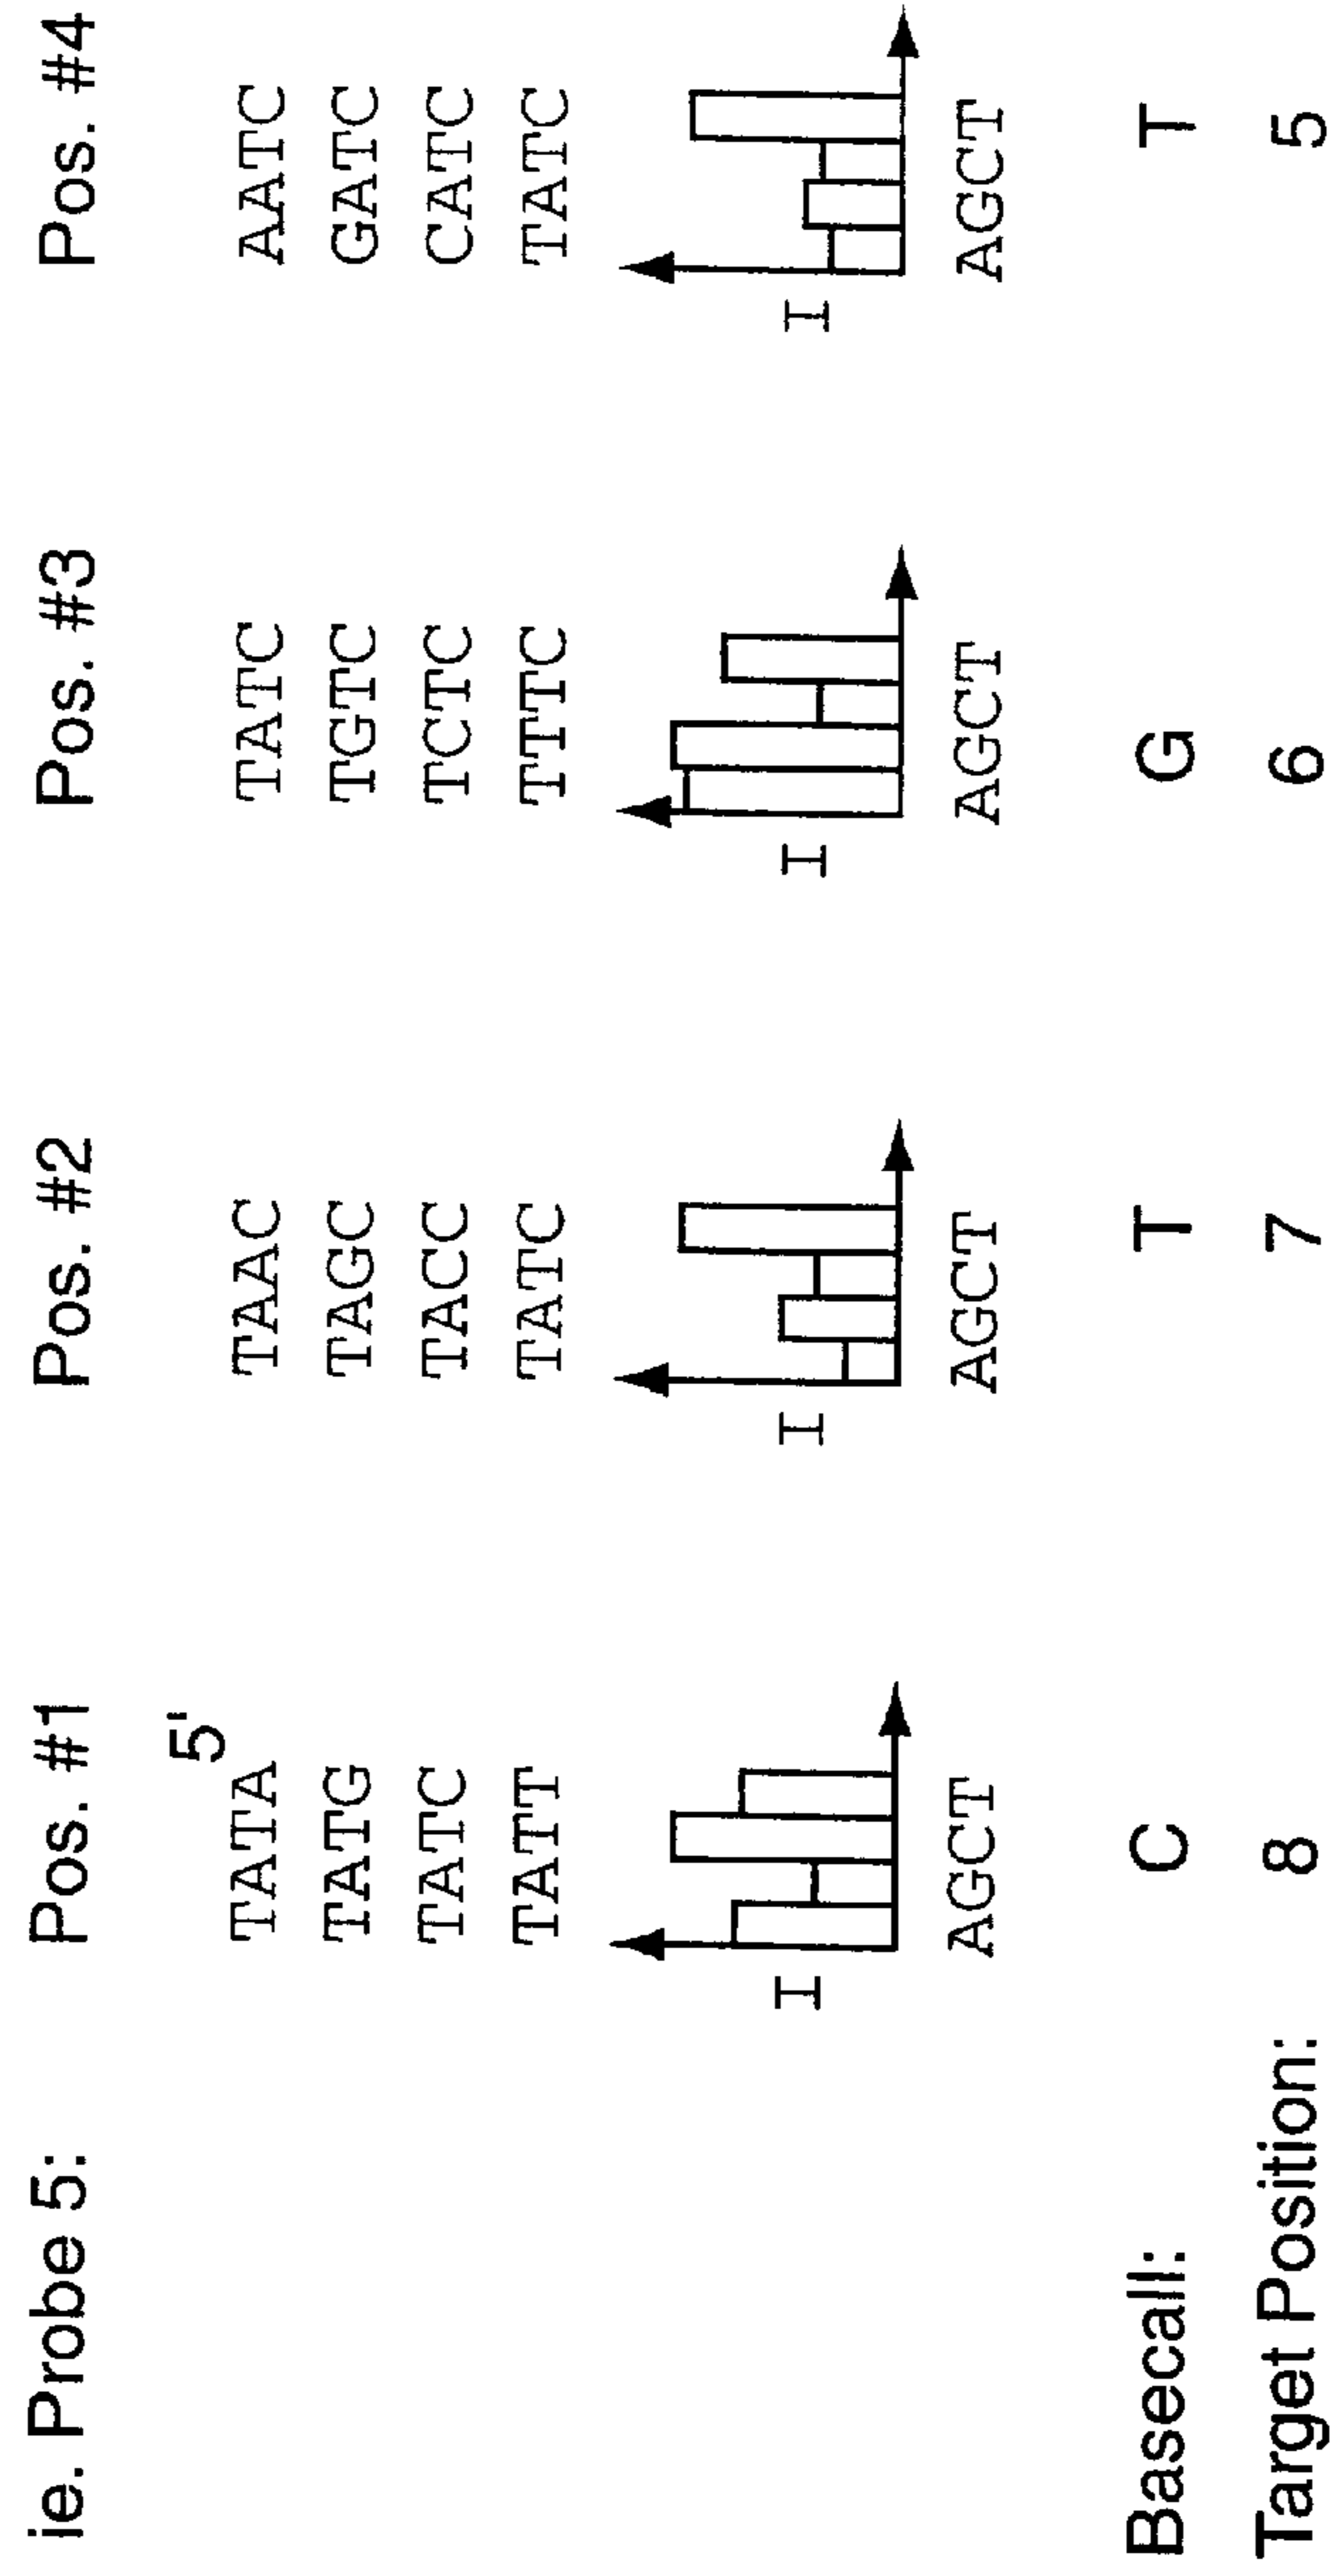 ie. Probe 5: Pos. #1 Pos. #2 Pos. #3 Pos. #4
5'
TATA TAAC TATC AATC
TATG TAGC TGTC GATC
TATC TACC TCTC CATC
TATT TATC TTTC TATC
I I I I
AGCT AGCT AGCT AGCT
Basecall: C T G T
Target Position: 8 7 6 5